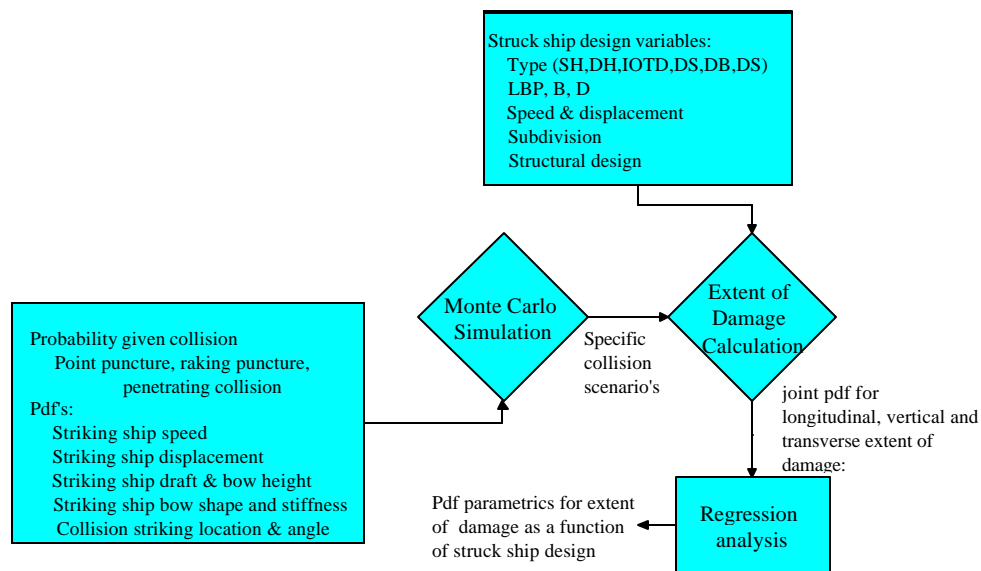 Struck ship design variables:
Type (SH,DH,IOTD,DS,DB,DS)
LBP, B, D
Speed & displacement
Subdivision
Structural design
Monte Carlo
Simulation
Extent of
Damage
Calculation
Specific
collision
scenario's
Probability given collision
Point puncture, raking puncture,
penetrating collision
Pdf's:
Striking ship speed
Striking ship displacement
Striking ship draft & bow height
Striking ship bow shape and stiffness
Collision striking location & angle
joint pdf for
longitudinal, vertical and
transverse extent of
damage:
Regression
analysis
Pdf parametrics for extent
of damage as a function
of struck ship design